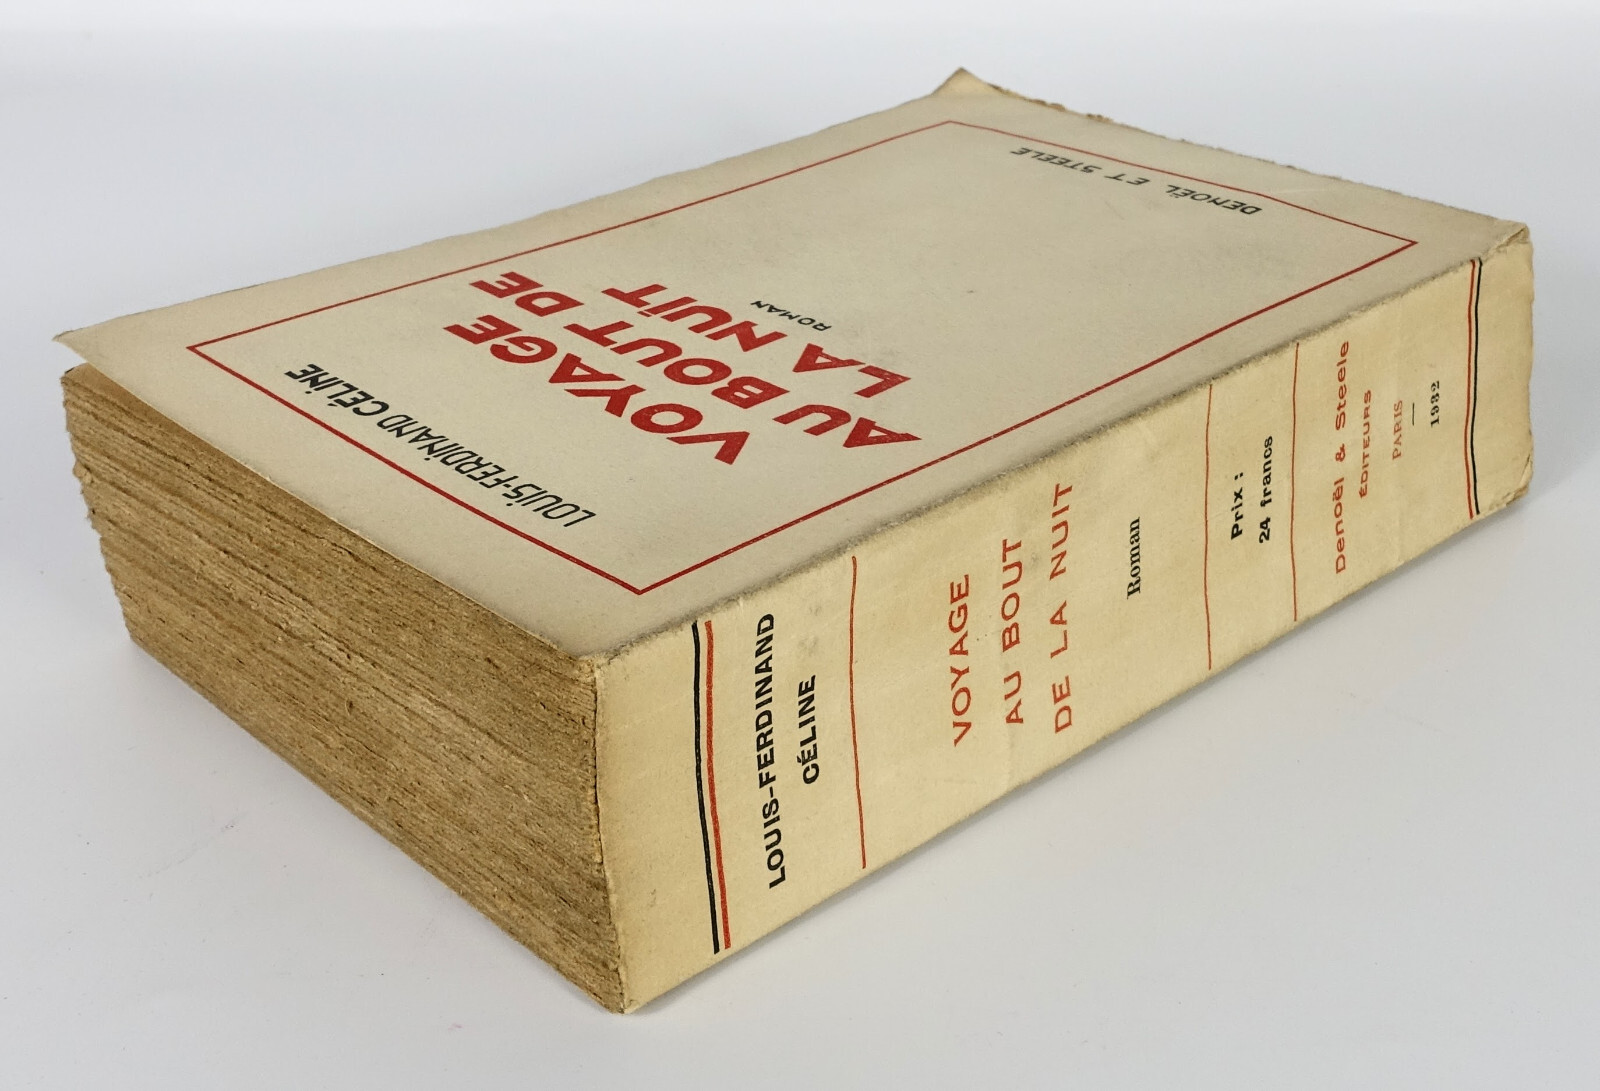 LOUIS-FERDINAND CÉLINE
VOYAGE
AU BOUT DE
LA NUIT
ROMAN
DENOËL ET STEELE
LOUIS-FERDINAND
CÉLINE
VOYAGE
AU BOUT
DE LA NUIT
Roman
Prix :
24 francs
Denoël & Steele
ÉDITEURS
PARIS
1932